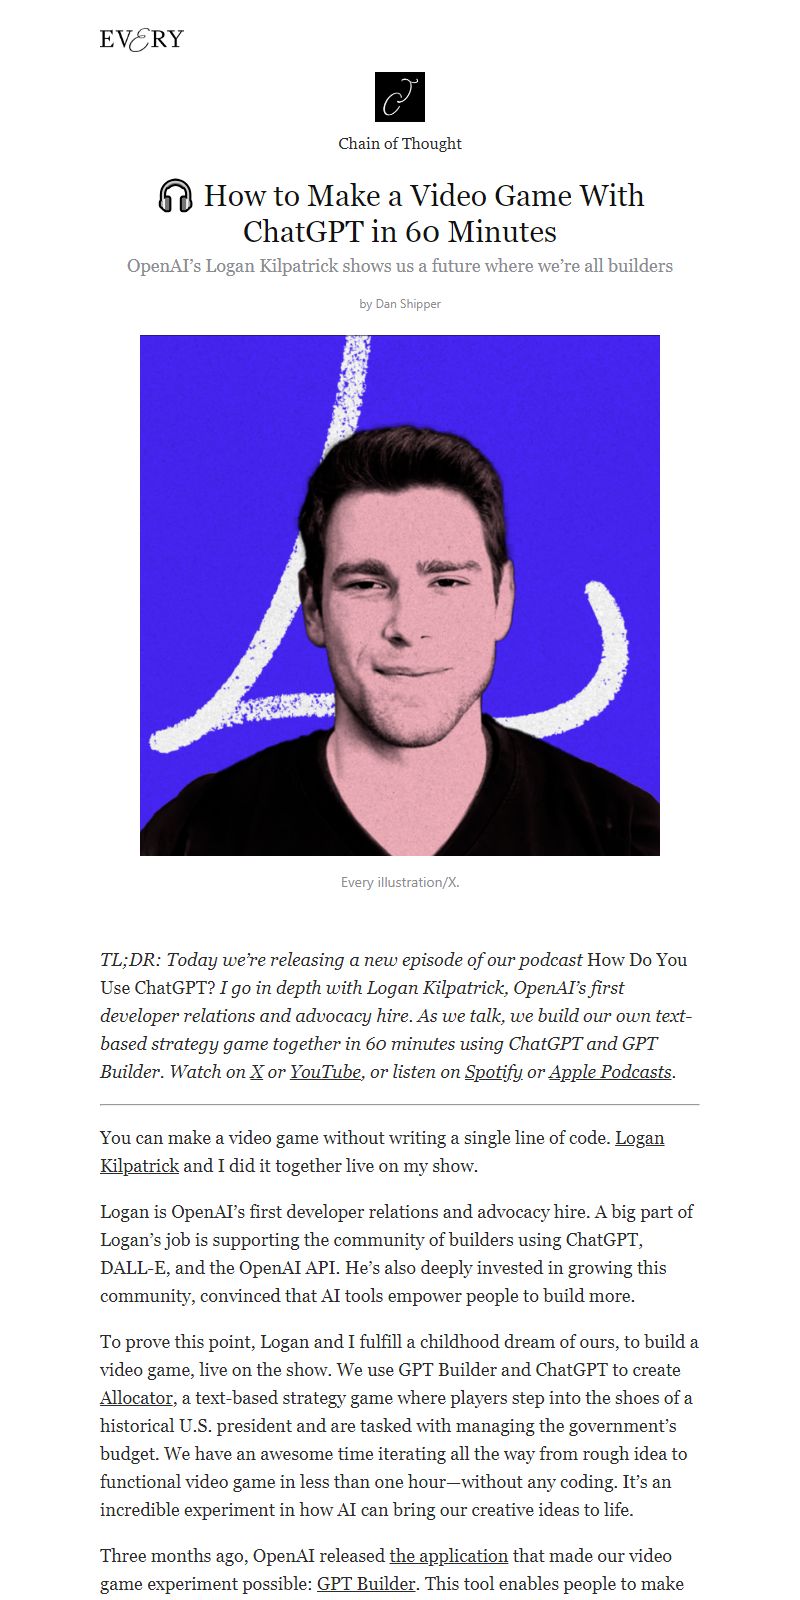 EVERY
Chain of Thought
🎧 How to Make a Video Game With
ChatGPT in 60 Minutes
OpenAI’s Logan Kilpatrick shows us a future where we’re all builders
by Dan Shipper
Every illustration/X.
TL;DR: Today we’re releasing a new episode of our podcast How Do You
Use ChatGPT? I go in depth with Logan Kilpatrick, OpenAI’s first
developer relations and advocacy hire. As we talk, we build our own text-
based strategy game together in 60 minutes using ChatGPT and GPT
Builder. Watch on X or YouTube, or listen on Spotify or Apple Podcasts.
You can make a video game without writing a single line of code. Logan
Kilpatrick and I did it together live on my show.
Logan is OpenAI’s first developer relations and advocacy hire. A big part of
Logan’s job is supporting the community of builders using ChatGPT,
DALL-E, and the OpenAI API. He’s also deeply invested in growing this
community, convinced that AI tools empower people to build more.
To prove this point, Logan and I fulfill a childhood dream of ours, to build a
video game, live on the show. We use GPT Builder and ChatGPT to create
Allocator, a text-based strategy game where players step into the shoes of a
historical U.S. president and are tasked with managing the government’s
budget. We have an awesome time iterating all the way from rough idea to
functional video game in less than one hour—without any coding. It’s an
incredible experiment in how AI can bring our creative ideas to life.
Three months ago, OpenAI released the application that made our video
game experiment possible: GPT Builder. This tool enables people to make